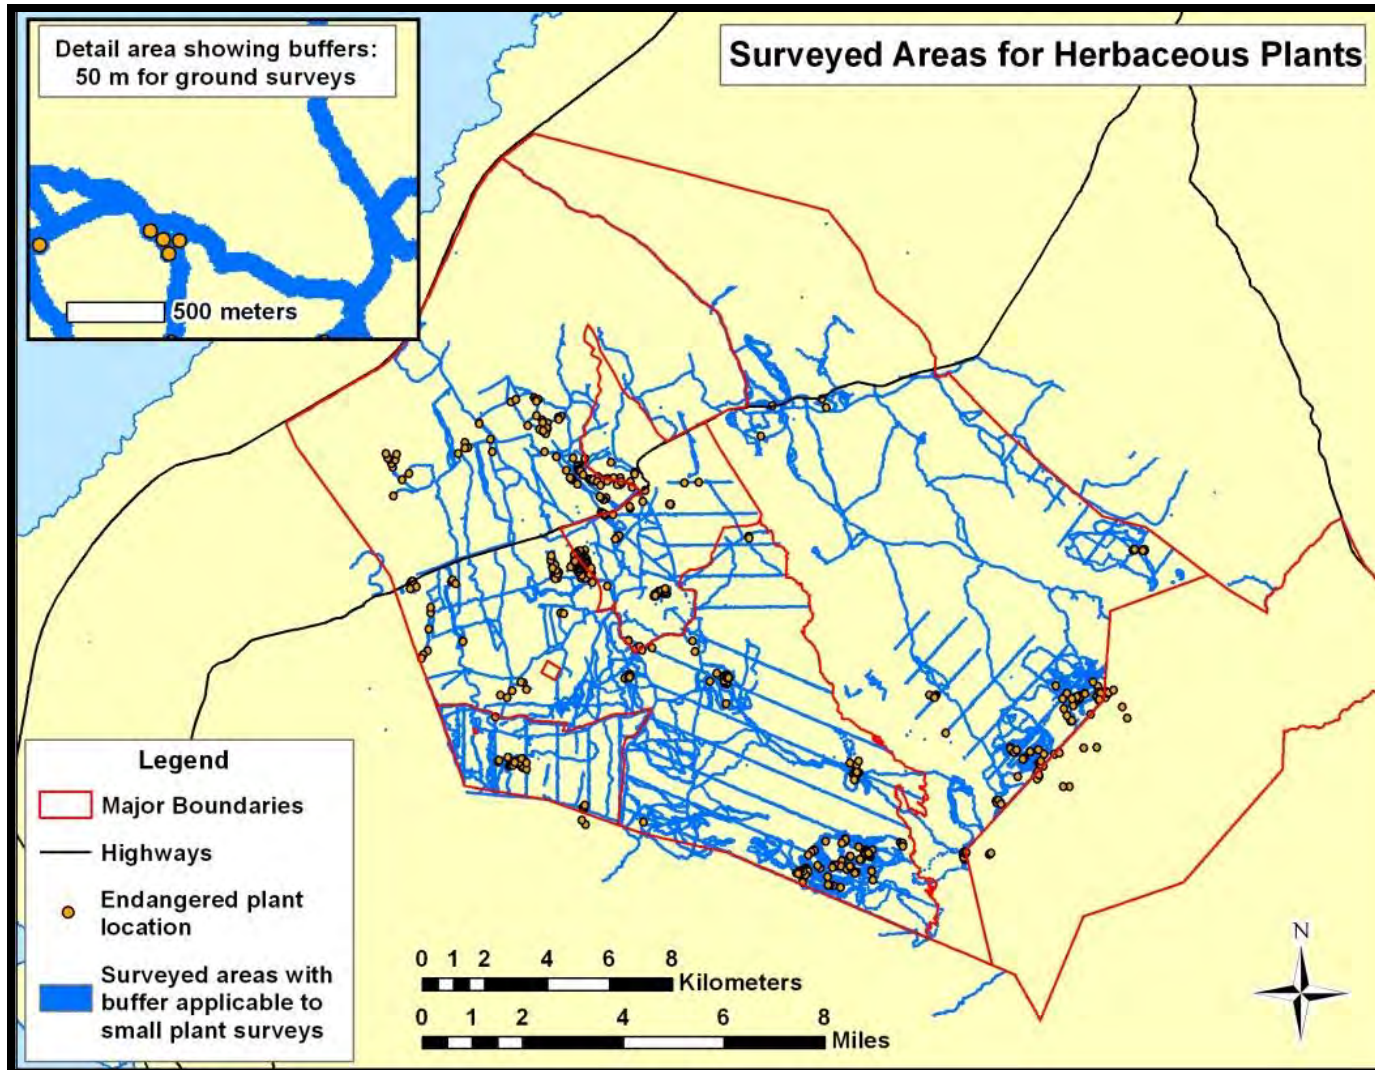 Detail area showing buffers:
50 m for ground surveys
500 meters
Surveyed Areas for Herbaceous Plants
Legend
Major Boundaries
Highways
Endangered plant
location
Surveyed areas with
buffer applicable to
small plant surveys
0 1 2 4 6 8
Kilometers
0 1 2 4 6 8
Miles
N